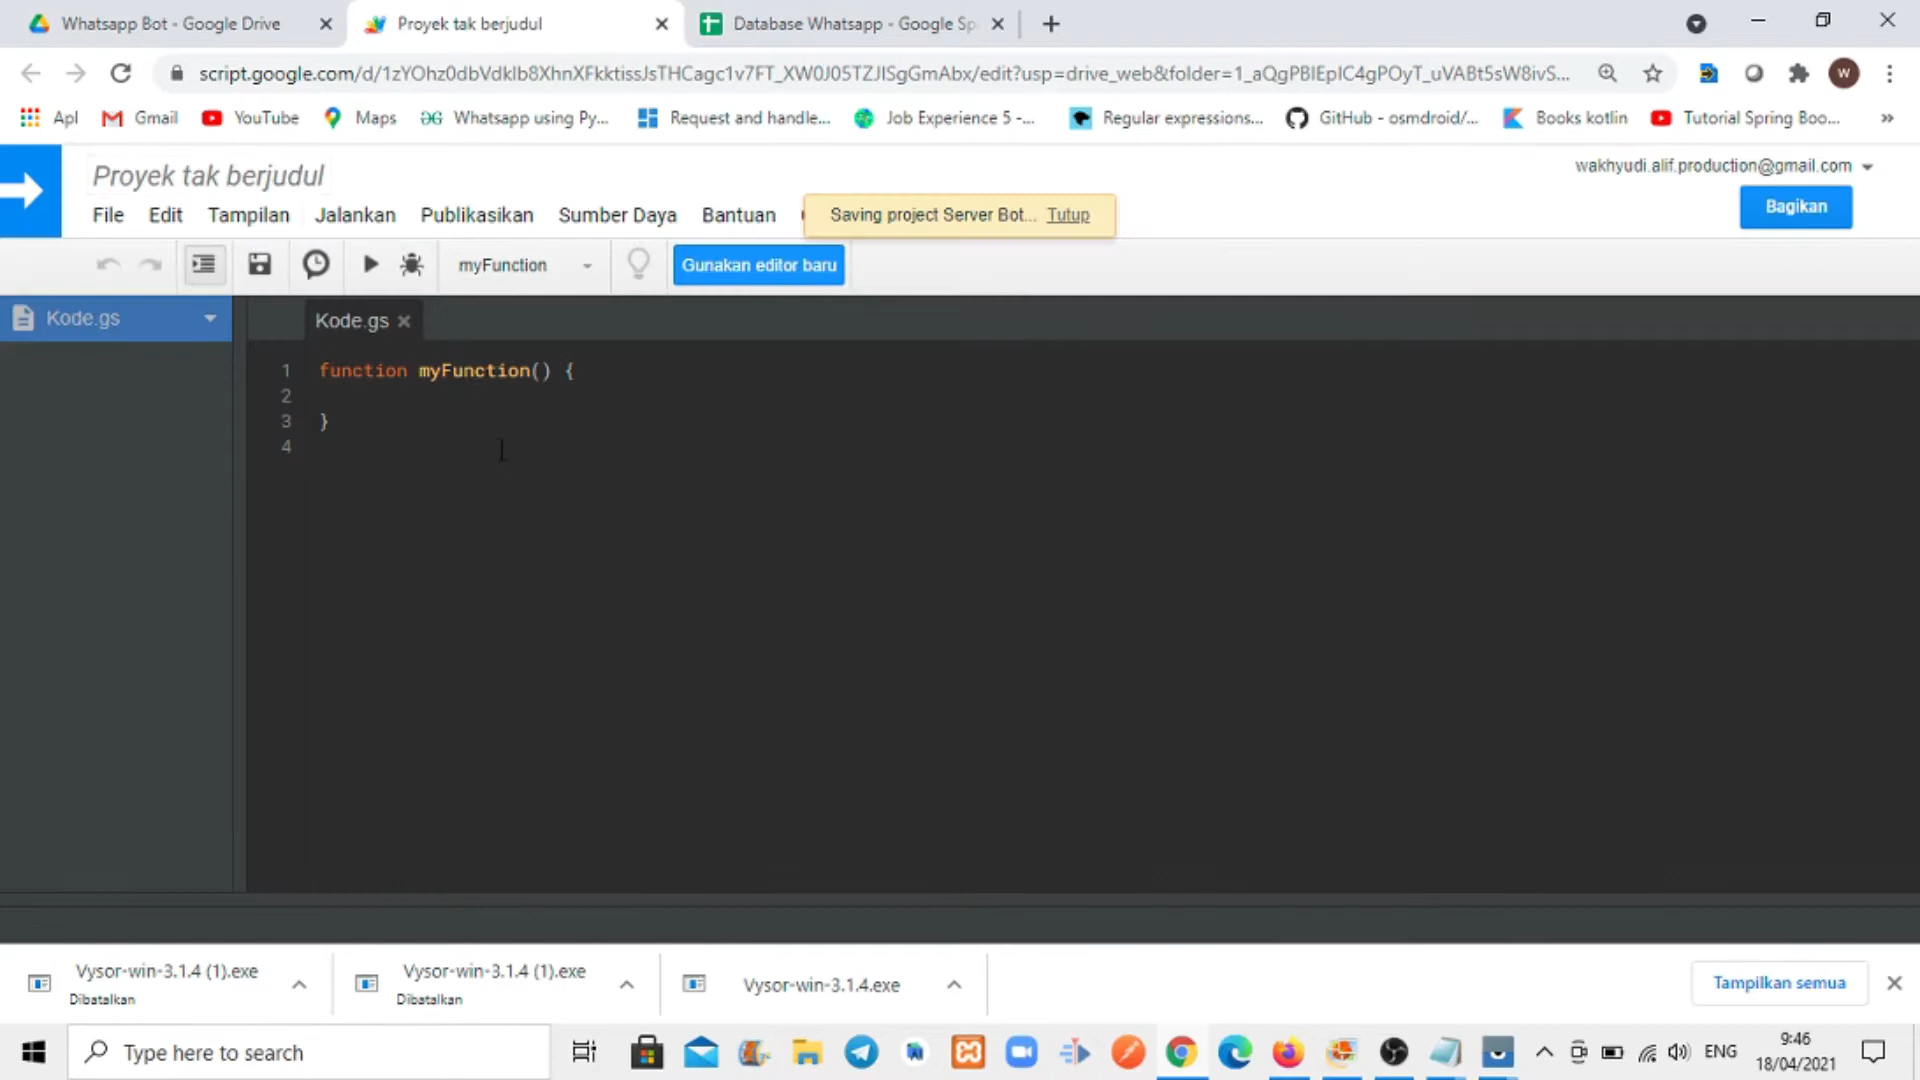 Whatsapp Bot - Google Drive
Proyek tak berjudul
Database Whatsapp - Google Sp
script.google.com/d/1zYOhz0dbVdkIb8XhnXFkktissJsTHCagc1v7FT_XW0J05TZJISgGmAbx/edit?usp=drive_web&folder=1_aQgPBIEpIC4gPOyT_uVABt5sW8ivS...
W
Apl
Gmail
YouTube
Maps
Whatsapp using Py...
Request and handle...
Job Experience 5 -...
Regular expressions...
GitHub - osmdroid/...
Books kotlin
Tutorial Spring Boo...
»
Proyek tak berjudul
wakhyudi.alif.production@gmail.com
File Edit Tampilan Jalankan Publikasikan Sumber Daya Bantuan
Saving project Server Bot... Tutup
Bagikan
myFunction
Gunakan editor baru
Kode.gs
Kode.gs
1 function myFunction() {
2
3 }
4
Vysor-win-3.1.4 (1).exe
Dibatalkan
Vysor-win-3.1.4 (1).exe
Dibatalkan
Vysor-win-3.1.4.exe
Tampilkan semua
Type here to search
ENG
9:46
18/04/2021